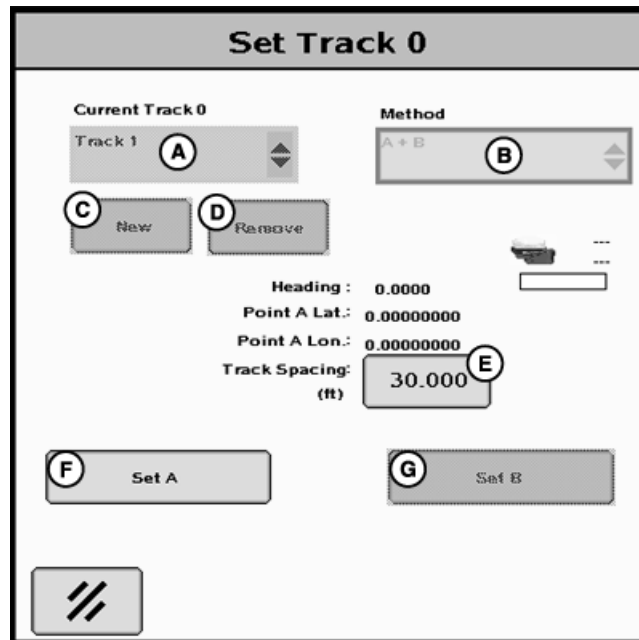 Set Track 0
Current Track 0
Method
Track 1
A
A + B
B
C
New
D
Remove
---
---
Heading : 0.0000
Point A Lat.: 0.00000000
Point A Lon.: 0.00000000
Track Spacing:
(ft)
30.000
E
F
Set A
G
Set B